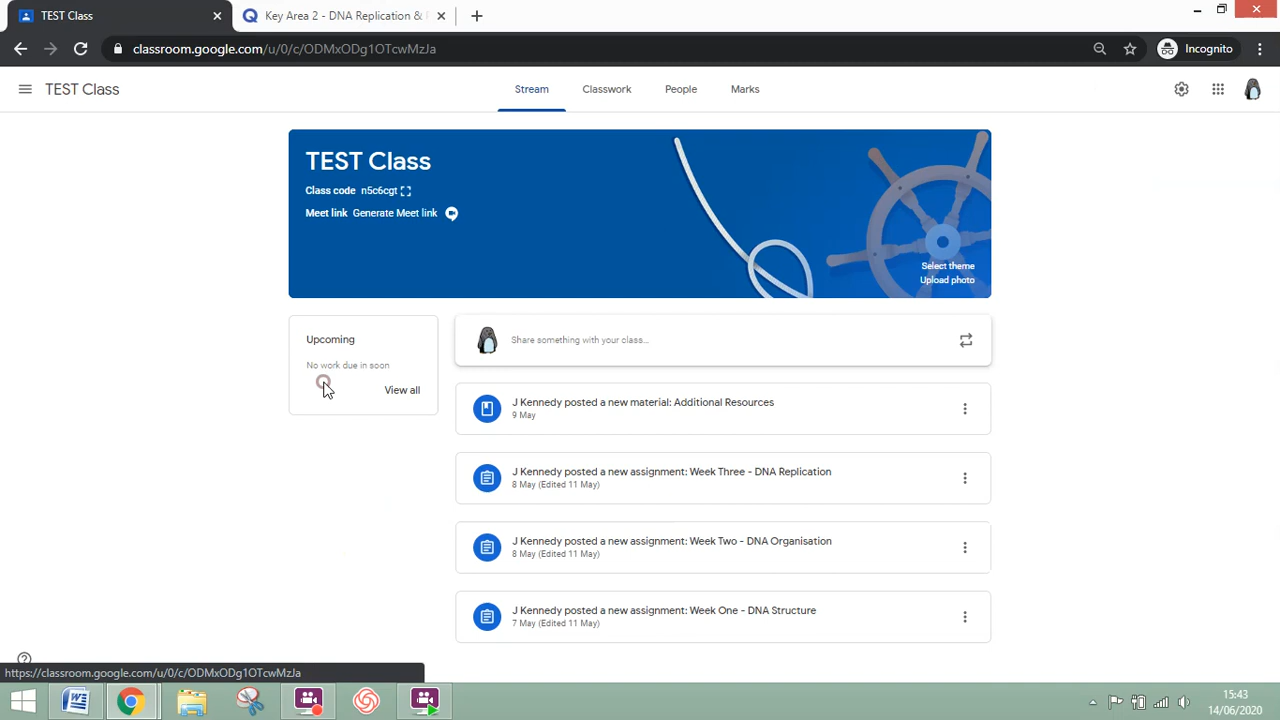 TEST Class
Key Area 2 - DNA Replication &
classroom.google.com/u/0/c/ODMxODg1OTcwMzJa
Incognito
TEST Class
Stream
Classwork
People
Marks
TEST Class
Class code n5c6cgt
Meet link Generate Meet link
Select theme
Upload photo
Upcoming
No work due in soon
View all
Share something with your class...
J Kennedy posted a new material: Additional Resources
9 May
J Kennedy posted a new assignment: Week Three - DNA Replication
8 May (Edited 11 May)
J Kennedy posted a new assignment: Week Two - DNA Organisation
8 May (Edited 11 May)
J Kennedy posted a new assignment: Week One - DNA Structure
7 May (Edited 11 May)
https://classroom.google.com/u/0/c/ODMxODg1OTcwMzJa
15:43
14/06/2020